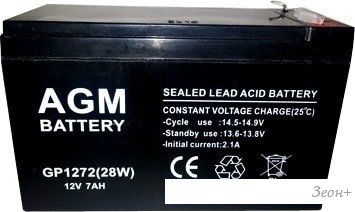 AGM
BATTERY
GP1272(28W)
12V 7AH
SEALED LEAD ACID BATTERY
CONSTANT VOLTAGE CHARGE(25℃)
-Cycle use : 14.5-14.9V
-Standby use : 13.6-13.8V
-Initial current: 2.1A
Зеон+